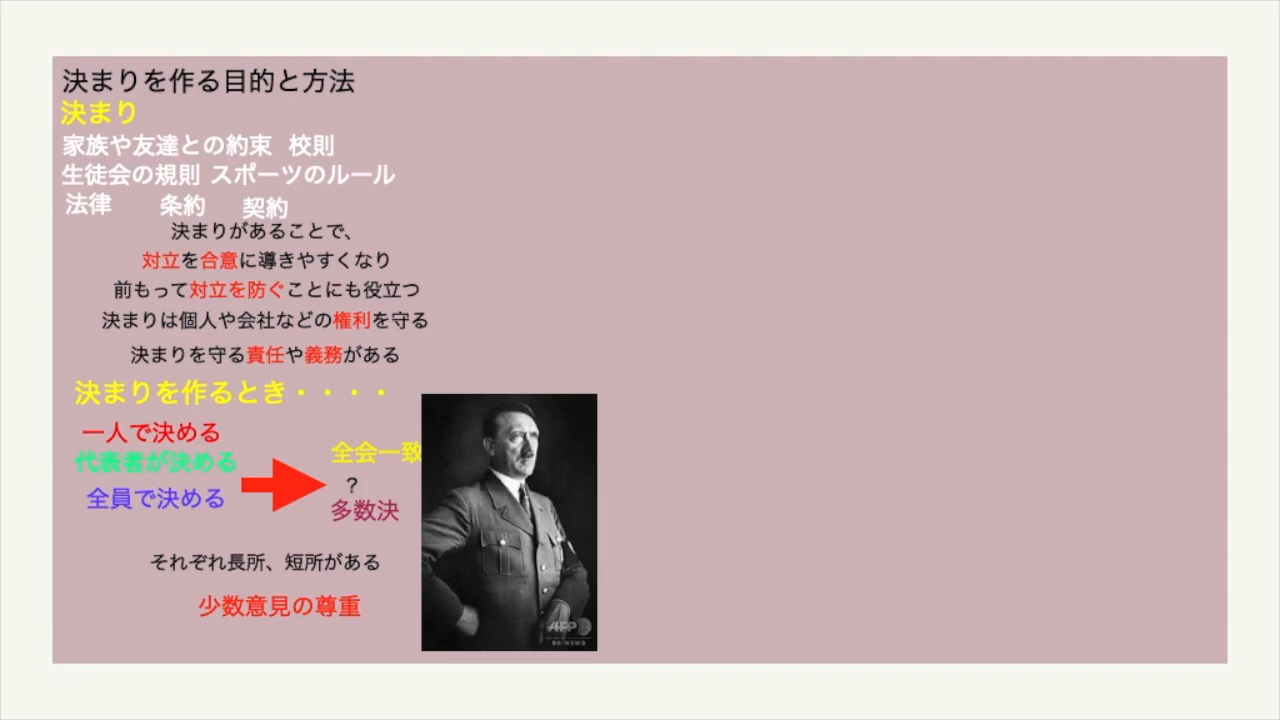 決まりを作る目的と方法
決まり
家族や友達との約束 校則
生徒会の規則 スポーツのルール
法律 条約 契約
決まりがあることで、
対立を合意に導きやすくなり
前もって対立を防ぐことにも役立つ
決まりは個人や会社などの権利を守る
決まりを守る責任や義務がある
決まりを作るとき・・・・
一人で決める
代表者が決める
全員で決める
全会一致
?
多数決
それぞれ長所、短所がある
少数意見の尊重
AFP
BB NEWS